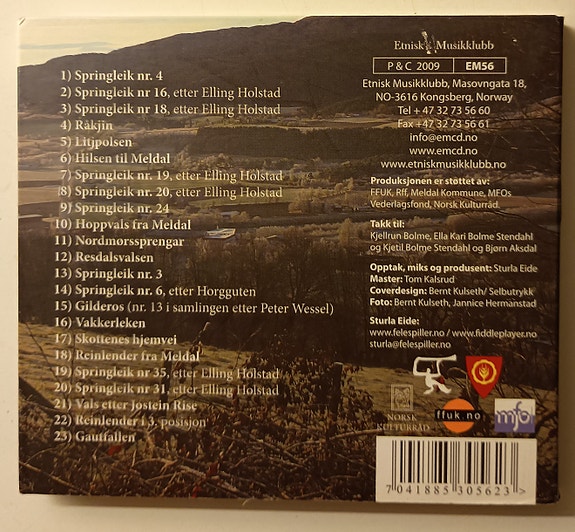 1) Springleik nr. 4
2) Springleik nr 16, etter Elling Holstad
3) Springleik nr 18, etter Elling Holstad
4) Råkjin
5) Litjpolsen
6) Hilsen til Meldal
7) Springleik nr. 19, etter Elling Holstad
8) Springleik nr. 20, etter Elling Holstad
9) Springleik nr. 24
10) Hoppvals fra Meldal
11) Nordmørssprengar
12) Resdalsvalsen
13) Springleik nr. 3
14) Springleik nr. 6, etter Horgguten
15) Gilderos (nr. 13 i samlingen etter Peter Wessel)
16) Vakkerleken
17) Skottenes hjemvei
18) Reinlender fra Meldal
19) Springleik nr 35, etter Elling Holstad
20) Springleik nr 31, etter Elling Holstad
21) Vals etter Jostein Rise
22) Reinlender i 3. posisjon
23) Gautfallen
Etnisk Musikklubb
P & C 2009 EM56
Etnisk Musikklubb, Masovngata 18,
NO-3616 Kongsberg, Norway
Tel + 47 32 73 56 60
Fax +47 32 73 56 61
info@emcd.no
www.emcd.no
www.etniskmusikklubb.no
Produksjonen er støttet av:
FFUK, Rlf, Meldal Kommune, MFOs
Vederlagsfond, Norsk Kulturråd.
Takk til:
Kjellrun Bolme, Ella Kari Bolme Stendahl
og Kjetil Bolme Stendahl og Bjørn Aksdal
Opptak, miks og produsent: Sturla Eide
Master: Tom Kalsrud
Coverdesign: Bernt Kulseth/ Selbutrykk
Foto: Bernt Kulseth, Jannice Hermanstad
Sturla Eide:
www.felespiller.no / www.fiddleplayer.no
sturla@felespiller.no
NORSK
KULTURRÅD
ffuk.no
mfo
7 041885 305623